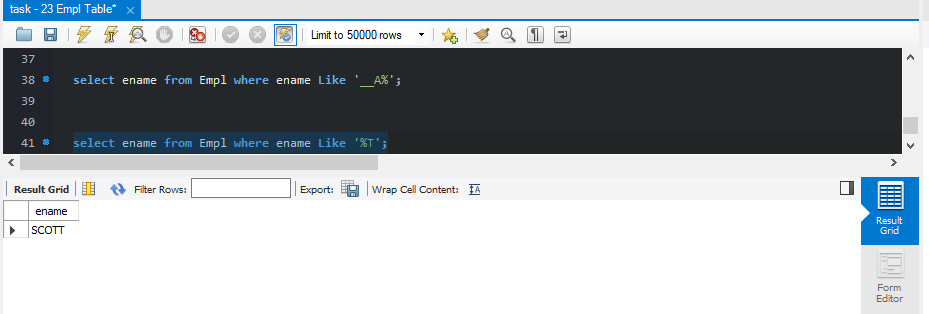 task - 23 Empl Table* ×
Limit to 50000 rows
37
38 select ename from Empl where ename Like '__A%';
39
40
41 select ename from Empl where ename Like '%T';
Result Grid Filter Rows: Export: Wrap Cell Content:
ename
SCOTT
Result
Grid
Form
Editor